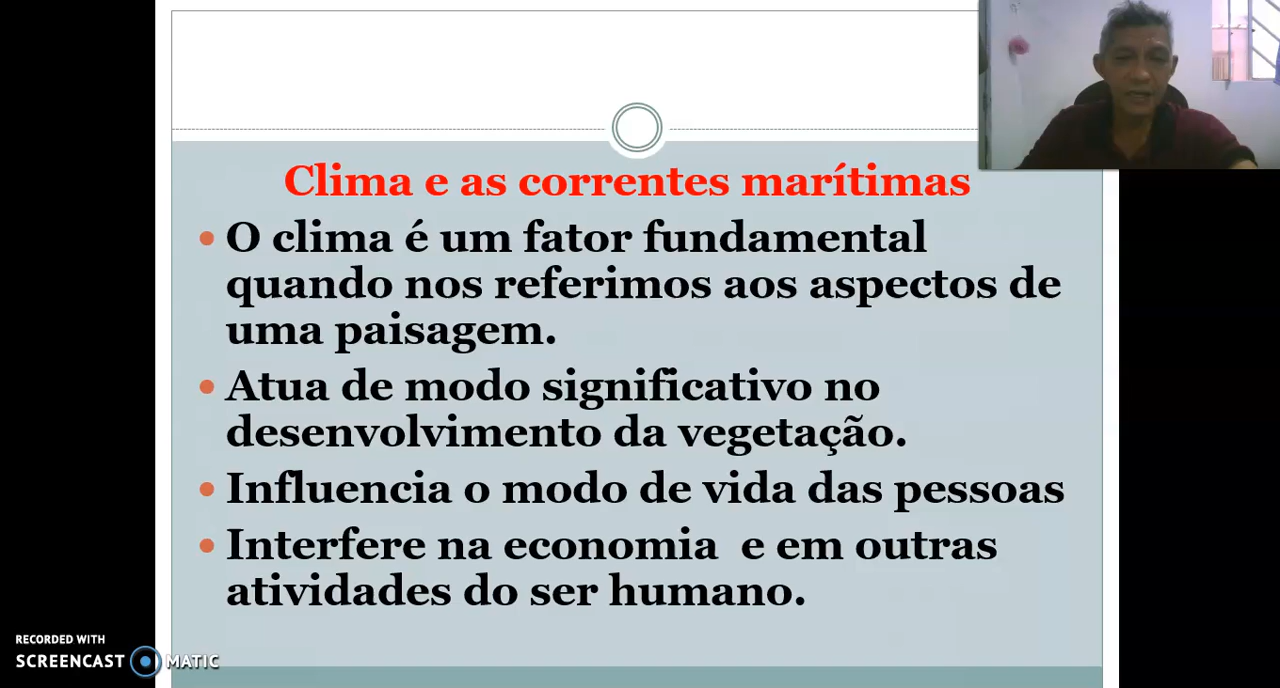 Clima e as correntes marítimas
O clima é um fator fundamental
quando nos referimos aos aspectos de
uma paisagem.
Atua de modo significativo no
desenvolvimento da vegetação.
Influencia o modo de vida das pessoas
Interfere na economia e em outras
atividades do ser humano.
RECORDED WITH
SCREENCAST MATIC